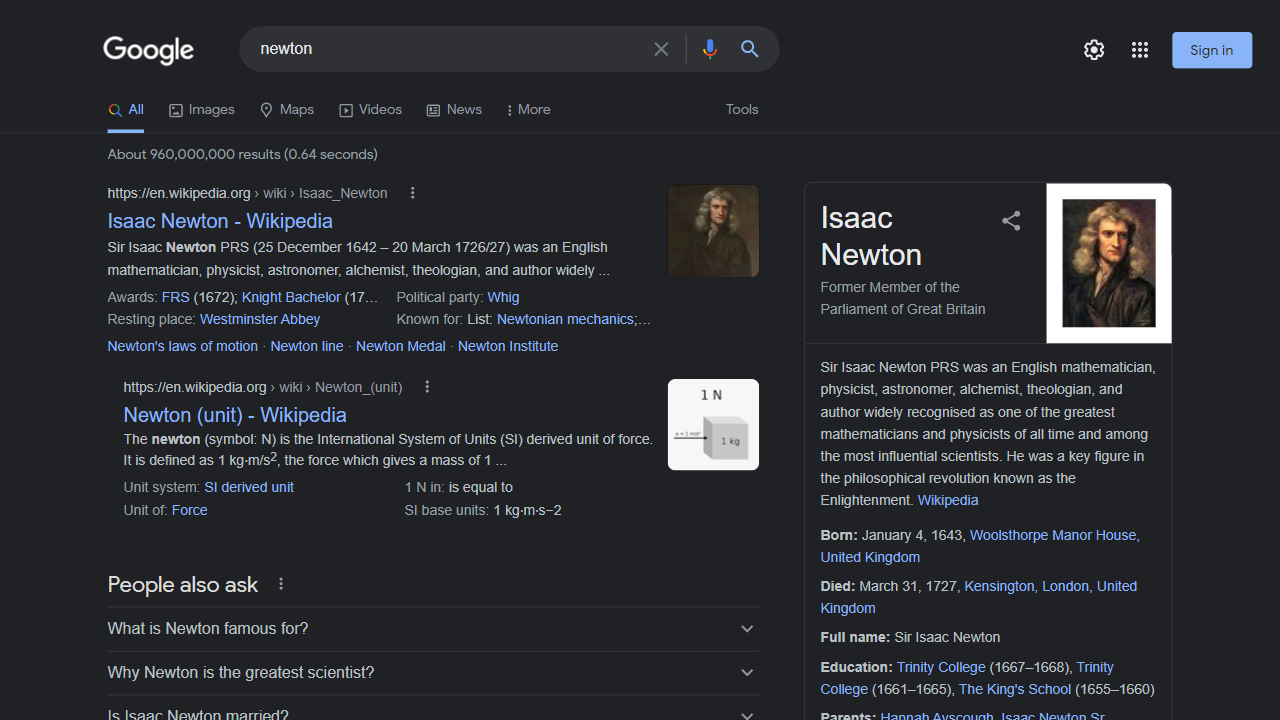 Google
newton
Sign in
All
Images
Maps
Videos
News
More
Tools
About 960,000,000 results (0.64 seconds)
https://en.wikipedia.org › wiki › Isaac_Newton
Isaac Newton - Wikipedia
Sir Isaac Newton PRS (25 December 1642 – 20 March 1726/27) was an English
mathematician, physicist, astronomer, alchemist, theologian, and author widely ...
Awards: FRS (1672); Knight Bachelor (17… Political party: Whig
Resting place: Westminster Abbey Known for: List: Newtonian mechanics;…
Newton's laws of motion · Newton line · Newton Medal · Newton Institute
https://en.wikipedia.org › wiki › Newton_(unit)
Newton (unit) - Wikipedia
The newton (symbol: N) is the International System of Units (SI) derived unit of force.
It is defined as 1 kg⋅m/s², the force which gives a mass of 1 ...
Unit system: SI derived unit 1 N in: is equal to
Unit of: Force SI base units: 1 kg⋅m⋅s−2
1 N
a = 1 m/s²
1 kg
People also ask
What is Newton famous for?
Why Newton is the greatest scientist?
Is Isaac Newton married?
Isaac
Newton
Former Member of the
Parliament of Great Britain
Sir Isaac Newton PRS was an English mathematician,
physicist, astronomer, alchemist, theologian, and
author widely recognised as one of the greatest
mathematicians and physicists of all time and among
the most influential scientists. He was a key figure in
the philosophical revolution known as the
Enlightenment. Wikipedia
Born: January 4, 1643, Woolsthorpe Manor House,
United Kingdom
Died: March 31, 1727, Kensington, London, United
Kingdom
Full name: Sir Isaac Newton
Education: Trinity College (1667–1668), Trinity
College (1661–1665), The King's School (1655–1660)
Parents: Hannah Ayscough, Isaac Newton Sr.